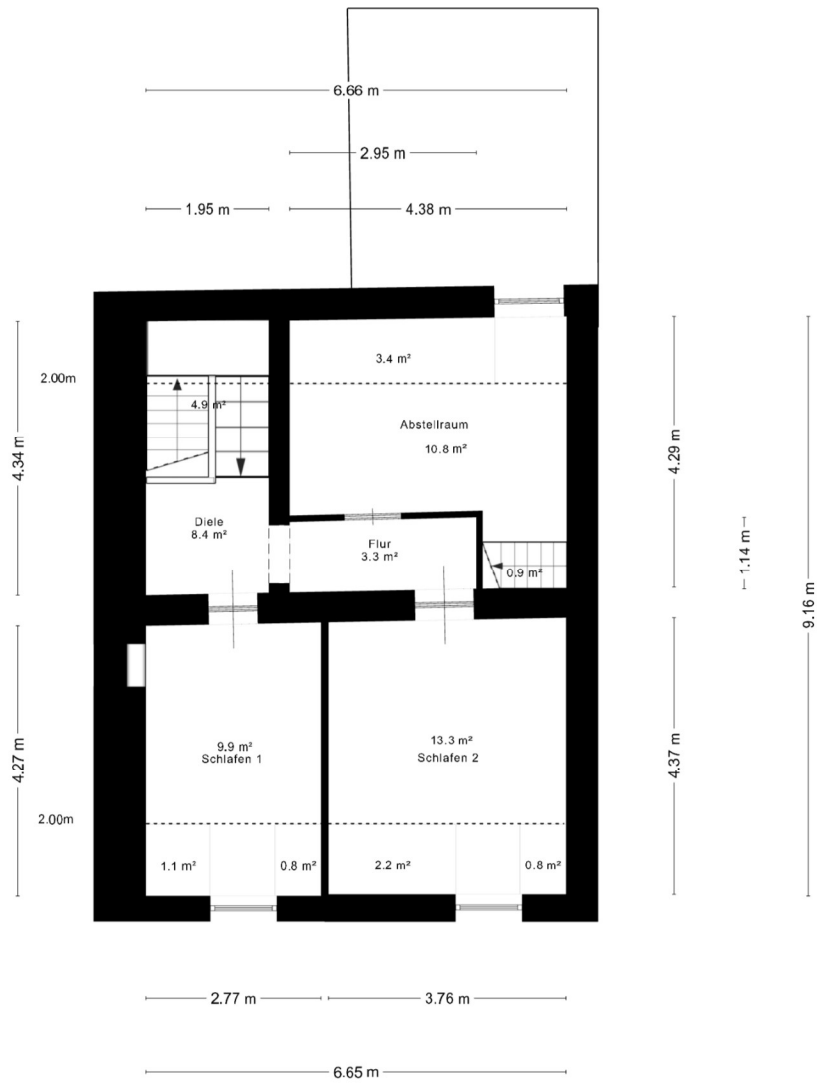 6.66 m
2.95 m
1.95 m
4.38 m
3.4 m²
2.00m
4.9 m²
Abstellraum
10.8 m²
4.34 m
4.29 m
Diele
8.4 m²
Flur
3.3 m²
0.9 m²
1.14 m
9.16 m
9.9 m²
Schlafen 1
13.3 m²
Schlafen 2
4.27 m
4.37 m
2.00m
1.1 m²
0.8 m²
2.2 m²
0.8 m²
2.77 m
3.76 m
6.65 m